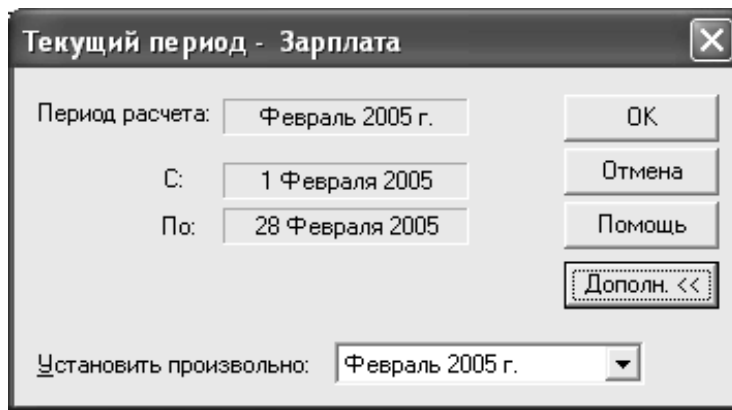 Текущий период - Зарплата
Период расчета: Февраль 2005 г. OK
С: 1 Февраля 2005 Отмена
По: 28 Февраля 2005 Помощь
Дополн. <<
Установить произвольно: Февраль 2005 г.